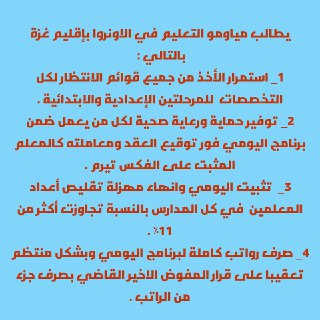 يطالب مياومو التعليم في الاونروا بإقليم غزة
بالتالي :
1_ استمرار الأخذ من جميع قوائم الانتظار لكل
التخصصات للمرحلتين الإعدادية والابتدائية .
2_ توفير حماية ورعاية صحية لكل من يعمل ضمن
برنامج اليومي فور توقيع العقد ومعاملته كالمعلم
المثبت على الفكس تيرم .
3_ تثبيت اليومي وانهاء مهزلة تقليص أعداد
المعلمين في كل المدارس بالنسبة تجاوزت أكثر من
11٪ .
4_ صرف رواتب كاملة لبرنامج اليومي وبشكل منتظم
تعقيبا على قرار المفوض الاخير القاضي بصرف جزء
من الراتب .